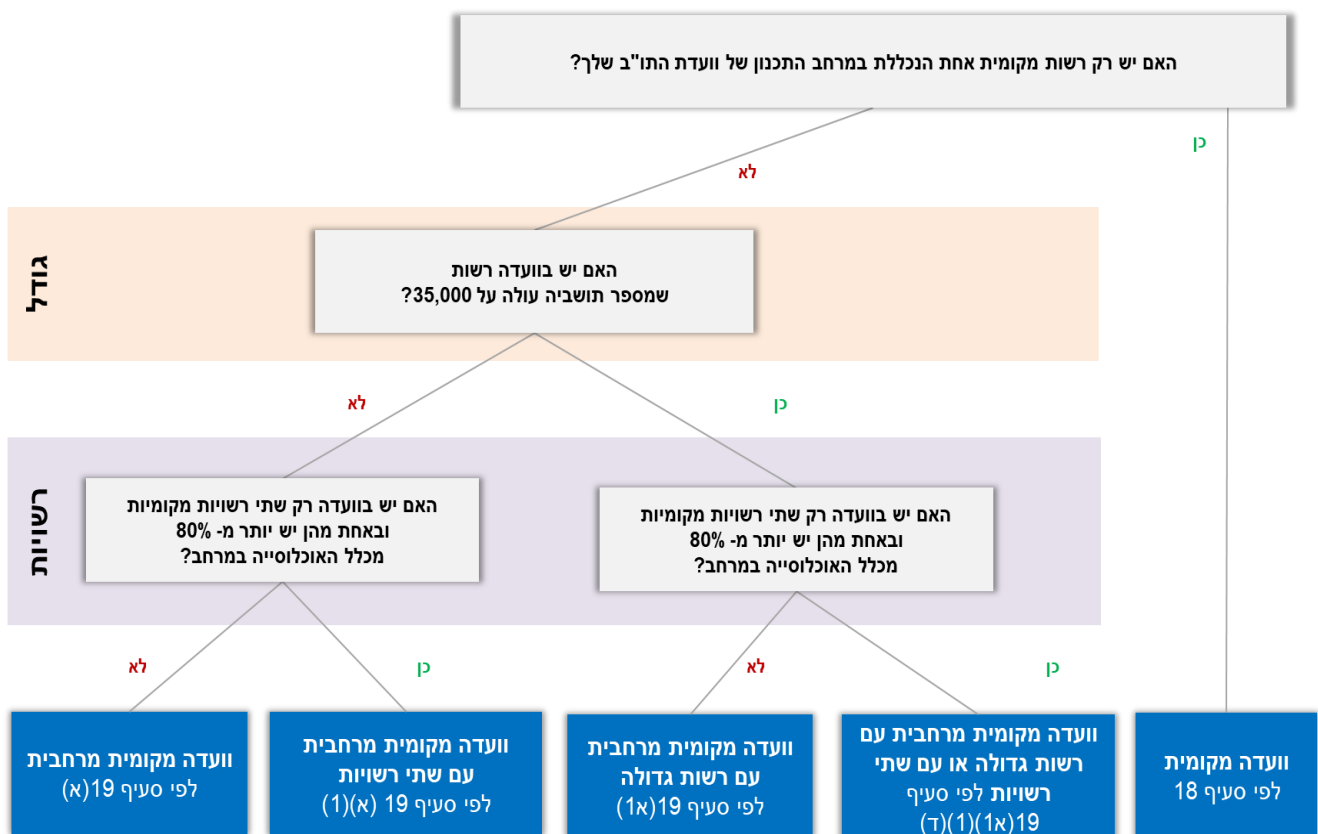 האם יש רק רשות מקומית אחת הנכללת במרחב התכנון של וועדת התו"ב שלך?
כן
לא
גודל
האם יש בוועדה רשות
שמספר תושביה עולה על 35,000?
כן
לא
רשויות
האם יש בוועדה רק שתי רשויות מקומיות
ובאחת מהן יש יותר מ- 80%
מכלל האוכלוסייה במרחב?
האם יש בוועדה רק שתי רשויות מקומיות
ובאחת מהן יש יותר מ- 80%
מכלל האוכלוסייה במרחב?
כן
לא
כן
לא
וועדה מקומית
לפי סעיף 18
וועדה מקומית מרחבית עם
רשות גדולה או עם שתי
רשויות לפי סעיף
19(א1)(1)(ד)
וועדה מקומית מרחבית
עם רשות גדולה
לפי סעיף 19(א1)
וועדה מקומית מרחבית
עם שתי רשויות
לפי סעיף 19 (א)(1)
וועדה מקומית מרחבית
לפי סעיף 19(א)